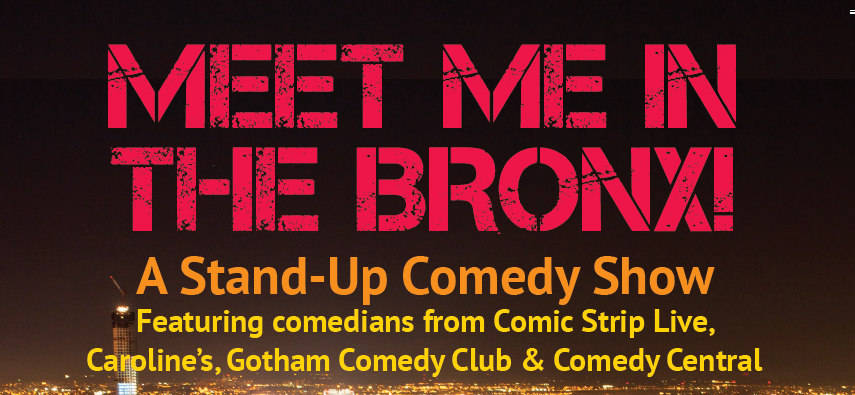 MEET ME IN
THE BRONX!
A Stand-Up Comedy Show
Featuring comedians from Comic Strip Live,
Caroline's, Gotham Comedy Club & Comedy Central